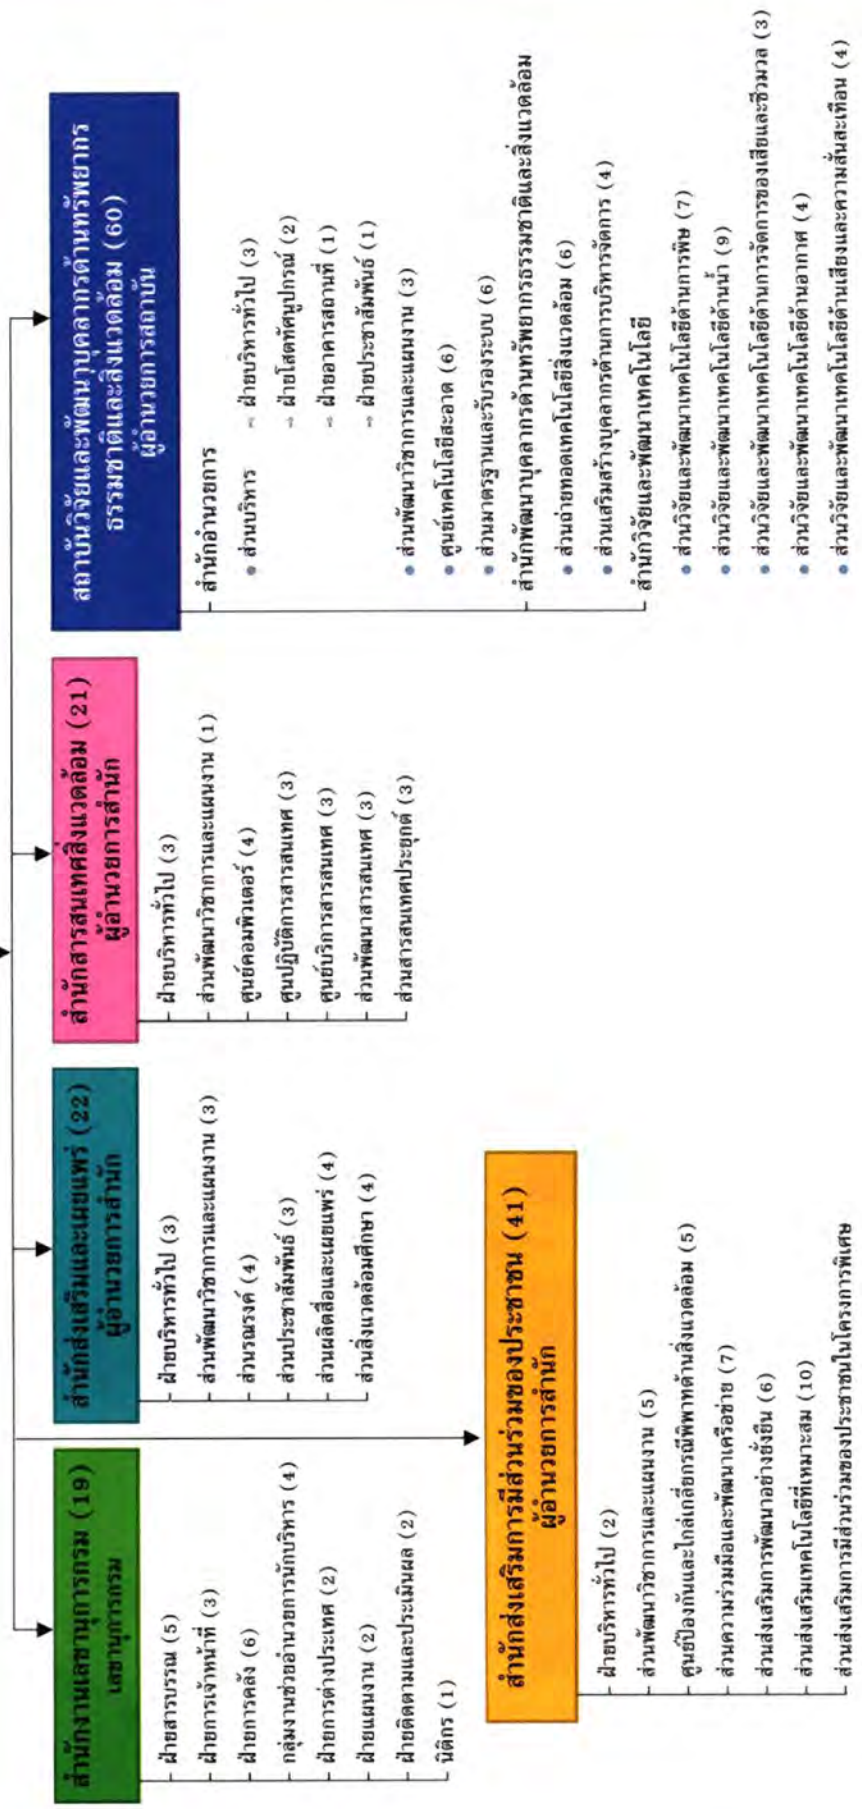 สำนักงานเลขานุการกรม (19)
เลขานุการกรม
ฝ่ายสารบรรณ (5)
ฝ่ายการเจ้าหน้าที่ (3)
ฝ่ายการคลัง (6)
กลุ่มงานช่วยอำนวยการนักบริหาร (4)
ฝ่ายการต่างประเทศ (2)
ฝ่ายแผนงาน (2)
ฝ่ายติดตามและประเมินผล (2)
นิติกร (1)
สำนักส่งเสริมและเผยแพร่ (22)
ผู้อำนวยการสำนัก
ฝ่ายบริหารทั่วไป (3)
ส่วนพัฒนาวิชาการและแผนงาน (3)
ส่วนรณรงค์ (4)
ส่วนประชาสัมพันธ์ (3)
ส่วนผลิตสื่อและเผยแพร่ (4)
ส่วนสิ่งแวดล้อมศึกษา (4)
สำนักสารสนเทศสิ่งแวดล้อม (21)
ผู้อำนวยการสำนัก
ฝ่ายบริหารทั่วไป (3)
ส่วนพัฒนาวิชาการและแผนงาน (1)
ศูนย์คอมพิวเตอร์ (4)
ศูนปฏิบัติการสารสนเทศ (3)
ศูนย์บริการสารสนเทศ (3)
ส่วนพัฒนาสารสนเทศ (3)
ส่วนสารสนเทศประยุกต์ (3)
สถาบันวิจัยและพัฒนาบุคลากรด้านทรัพยากร
ธรรมชาติและสิ่งแวดล้อม (60)
ผู้อำนวยการสถาบัน
สำนักอำนวยการ
• ส่วนบริหาร ⇒ ฝ่ายบริหารทั่วไป (3)
⇒ ฝ่ายโสตทัศนูปกรณ์ (2)
⇒ ฝ่ายอาคารสถานที่ (1)
⇒ ฝ่ายประชาสัมพันธ์ (1)
• ส่วนพัฒนาวิชาการและแผนงาน (3)
• ศูนย์เทคโนโลยีสะอาด (6)
• ส่วนมาตรฐานและรับรองระบบ (6)
สำนักพัฒนาบุคลากรด้านทรัพยากรธรรมชาติและสิ่งแวดล้อม
• ส่วนถ่ายทอดเทคโนโลยีสิ่งแวดล้อม (6)
• ส่วนเสริมสร้างบุคลากรด้านการบริหารจัดการ (4)
สำนักวิจัยและพัฒนาเทคโนโลยี
• ส่วนวิจัยและพัฒนาเทคโนโลยีด้านการพิษ (7)
• ส่วนวิจัยและพัฒนาเทคโนโลยีด้านน้ำ (9)
• ส่วนวิจัยและพัฒนาเทคโนโลยีด้านการจัดการของเสียและชีวมวล (3)
• ส่วนวิจัยและพัฒนาเทคโนโลยีด้านอากาศ (4)
• ส่วนวิจัยและพัฒนาเทคโนโลยีด้านเสียงและความสั่นสะเทือน (4)
สำนักส่งเสริมการมีส่วนร่วมของประชาชน (41)
ผู้อำนวยการสำนัก
ฝ่ายบริหารทั่วไป (2)
ส่วนพัฒนาวิชาการและแผนงาน (5)
ศูนย์ป้องกันและไกล่เกลี่ยกรณีพิพาทด้านสิ่งแวดล้อม (5)
ส่วนความร่วมมือและพัฒนาเครือข่าย (7)
ส่วนส่งเสริมการพัฒนาอย่างยั่งยืน (6)
ส่วนส่งเสริมเทคโนโลยีที่เหมาะสม (10)
ส่วนส่งเสริมการมีส่วนร่วมของประชาชนในโครงการพิเศษ